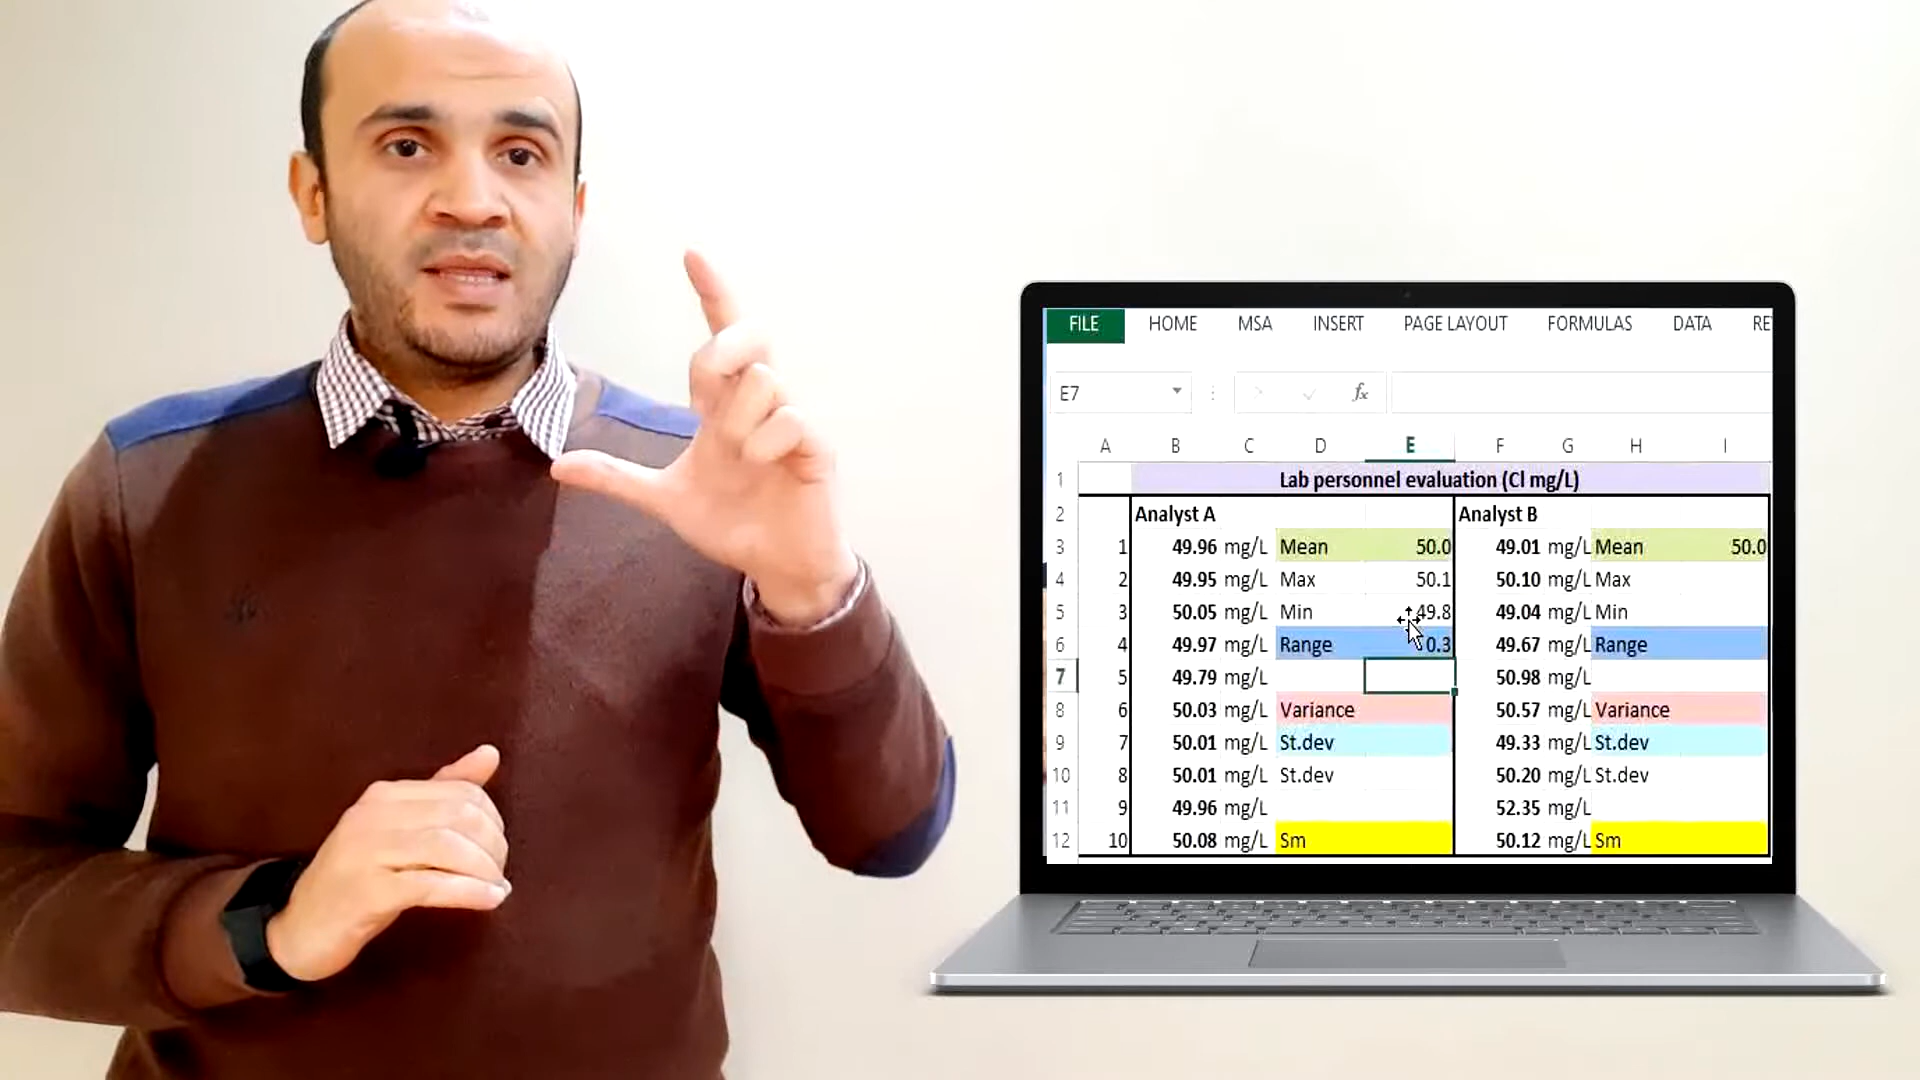 FILE HOME MSA INSERT PAGE LAYOUT FORMULAS DATA RE
E7 fx
A B C D E F G H I
1 Lab personnel evaluation (Cl mg/L)
2 Analyst A Analyst B
3 1 49.96 mg/L Mean 50.0 49.01 mg/L Mean 50.0
4 2 49.95 mg/L Max 50.1 50.10 mg/L Max
5 3 50.05 mg/L Min 49.8 49.04 mg/L Min
6 4 49.97 mg/L Range 0.3 49.67 mg/L Range
7 5 49.79 mg/L 50.98 mg/L
8 6 50.03 mg/L Variance 50.57 mg/L Variance
9 7 50.01 mg/L St.dev 49.33 mg/L St.dev
10 8 50.01 mg/L St.dev 50.20 mg/L St.dev
11 9 49.96 mg/L 52.35 mg/L
12 10 50.08 mg/L Sm 50.12 mg/L Sm